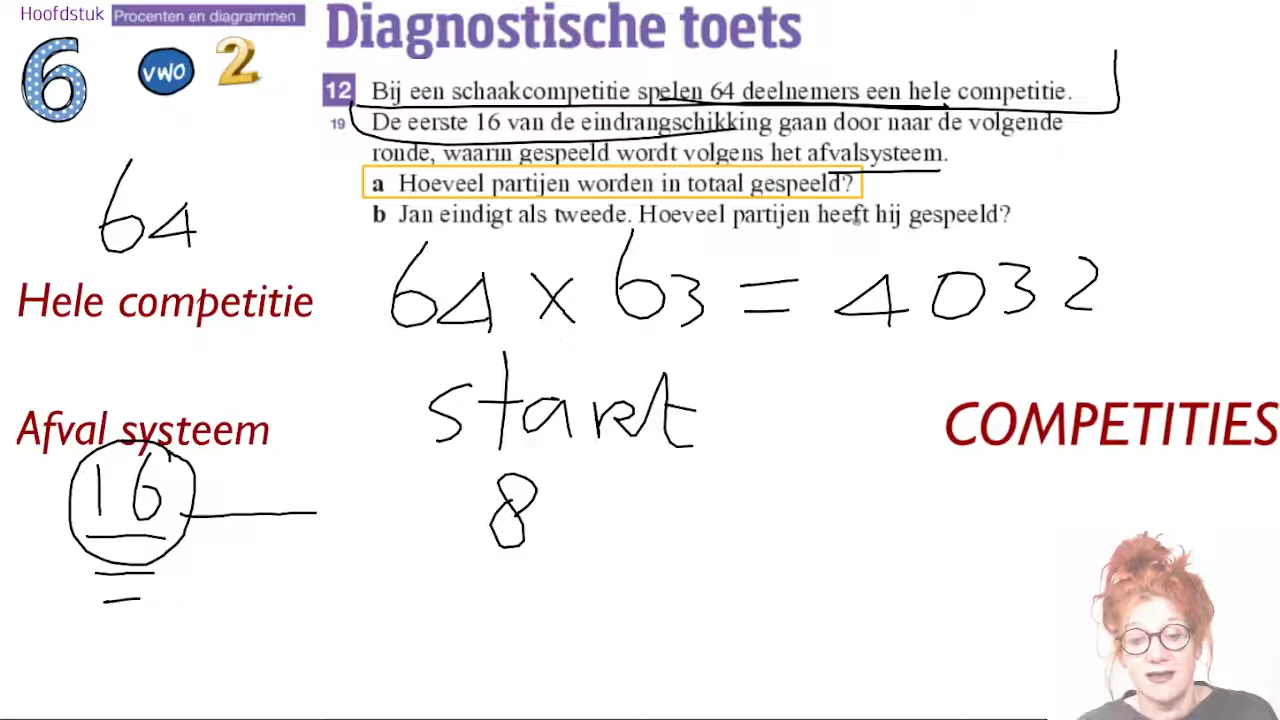 Hoofdstuk Procenten en diagrammen
6 vwo 2
Diagnostische toets
12 Bij een schaakcompetitie spelen 64 deelnemers een hele competitie.
19 De eerste 16 van de eindrangschikking gaan door naar de volgende
ronde, waarin gespeeld wordt volgens het afvalsysteem.
a Hoeveel partijen worden in totaal gespeeld?
b Jan eindigt als tweede. Hoeveel partijen heeft hij gespeeld?
64
Hele competitie
64 x 63 = 4032
start
Afval systeem
COMPETITIES
16
8